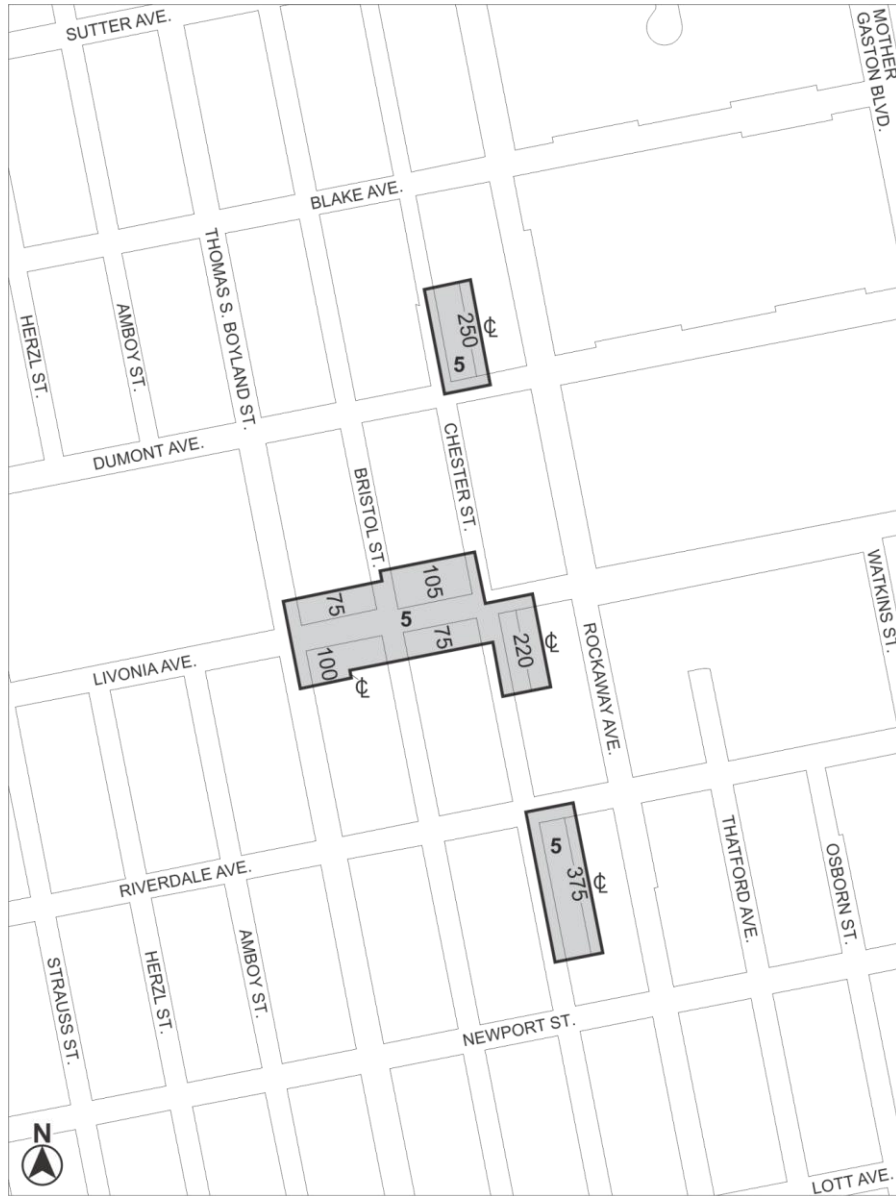 SUTTER AVE.
MOTHER
GASTON BLVD.
BLAKE AVE.
THOMAS S. BOYLAND ST.
HERZL ST.
AMBOY ST.
250
℄
5
DUMONT AVE.
CHESTER ST.
BRISTOL ST.
WATKINS ST.
105
75
5
75
220
℄
100
℄
ROCKAWAY AVE.
LIVONIA AVE.
5
375
℄
THATFORD AVE.
OSBORN ST.
RIVERDALE AVE.
STRAUSS ST.
HERZL ST.
AMBOY ST.
NEWPORT ST.
N
LOTT AVE.